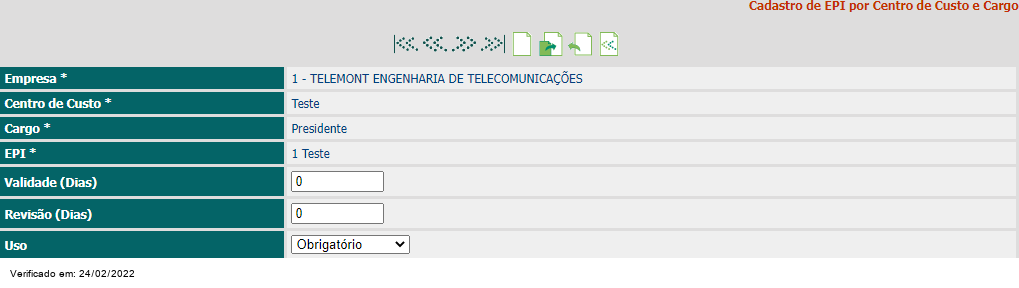 Cadastro de EPI por Centro de Custo e Cargo
Empresa * 1 - TELEMONT ENGENHARIA DE TELECOMUNICAÇÕES
Centro de Custo * Teste
Cargo * Presidente
EPI * 1 Teste
Validade (Dias) 0
Revisão (Dias) 0
Uso Obrigatório
Verificado em: 24/02/2022